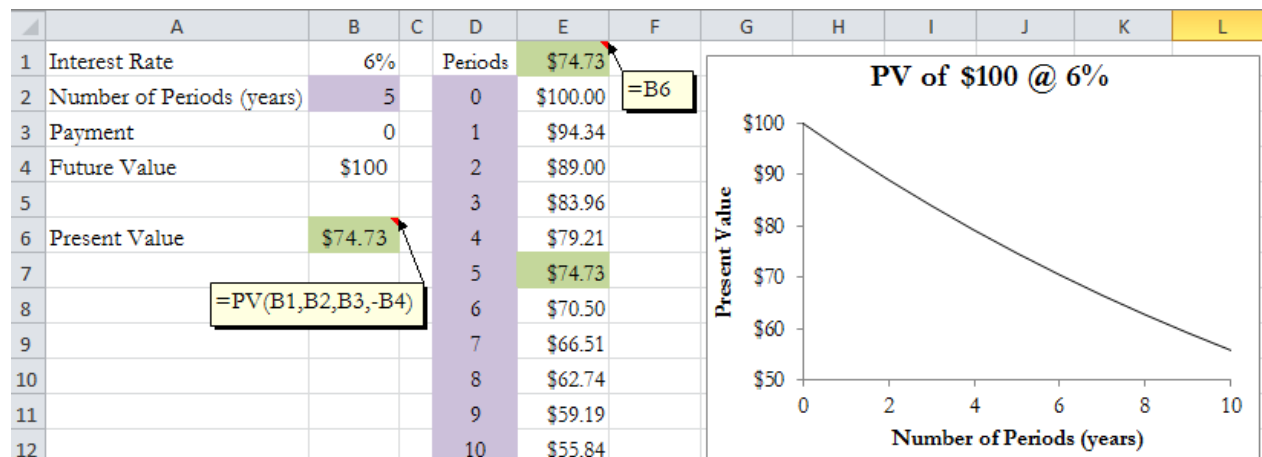 A B C D E F G H I J K L
1 Interest Rate 6% Periods $74.73
=B6
2 Number of Periods (years) 5 0 $100.00
3 Payment 0 1 $94.34
4 Future Value $100 2 $89.00
5 3 $83.96
6 Present Value $74.73 4 $79.21
7 5 $74.73
=PV(B1,B2,B3,-B4)
8 6 $70.50
9 7 $66.51
10 8 $62.74
11 9 $59.19
12 10 $55.84
PV of $100 @ 6%
Present Value
$100
$90
$80
$70
$60
$50
0 2 4 6 8 10
Number of Periods (years)